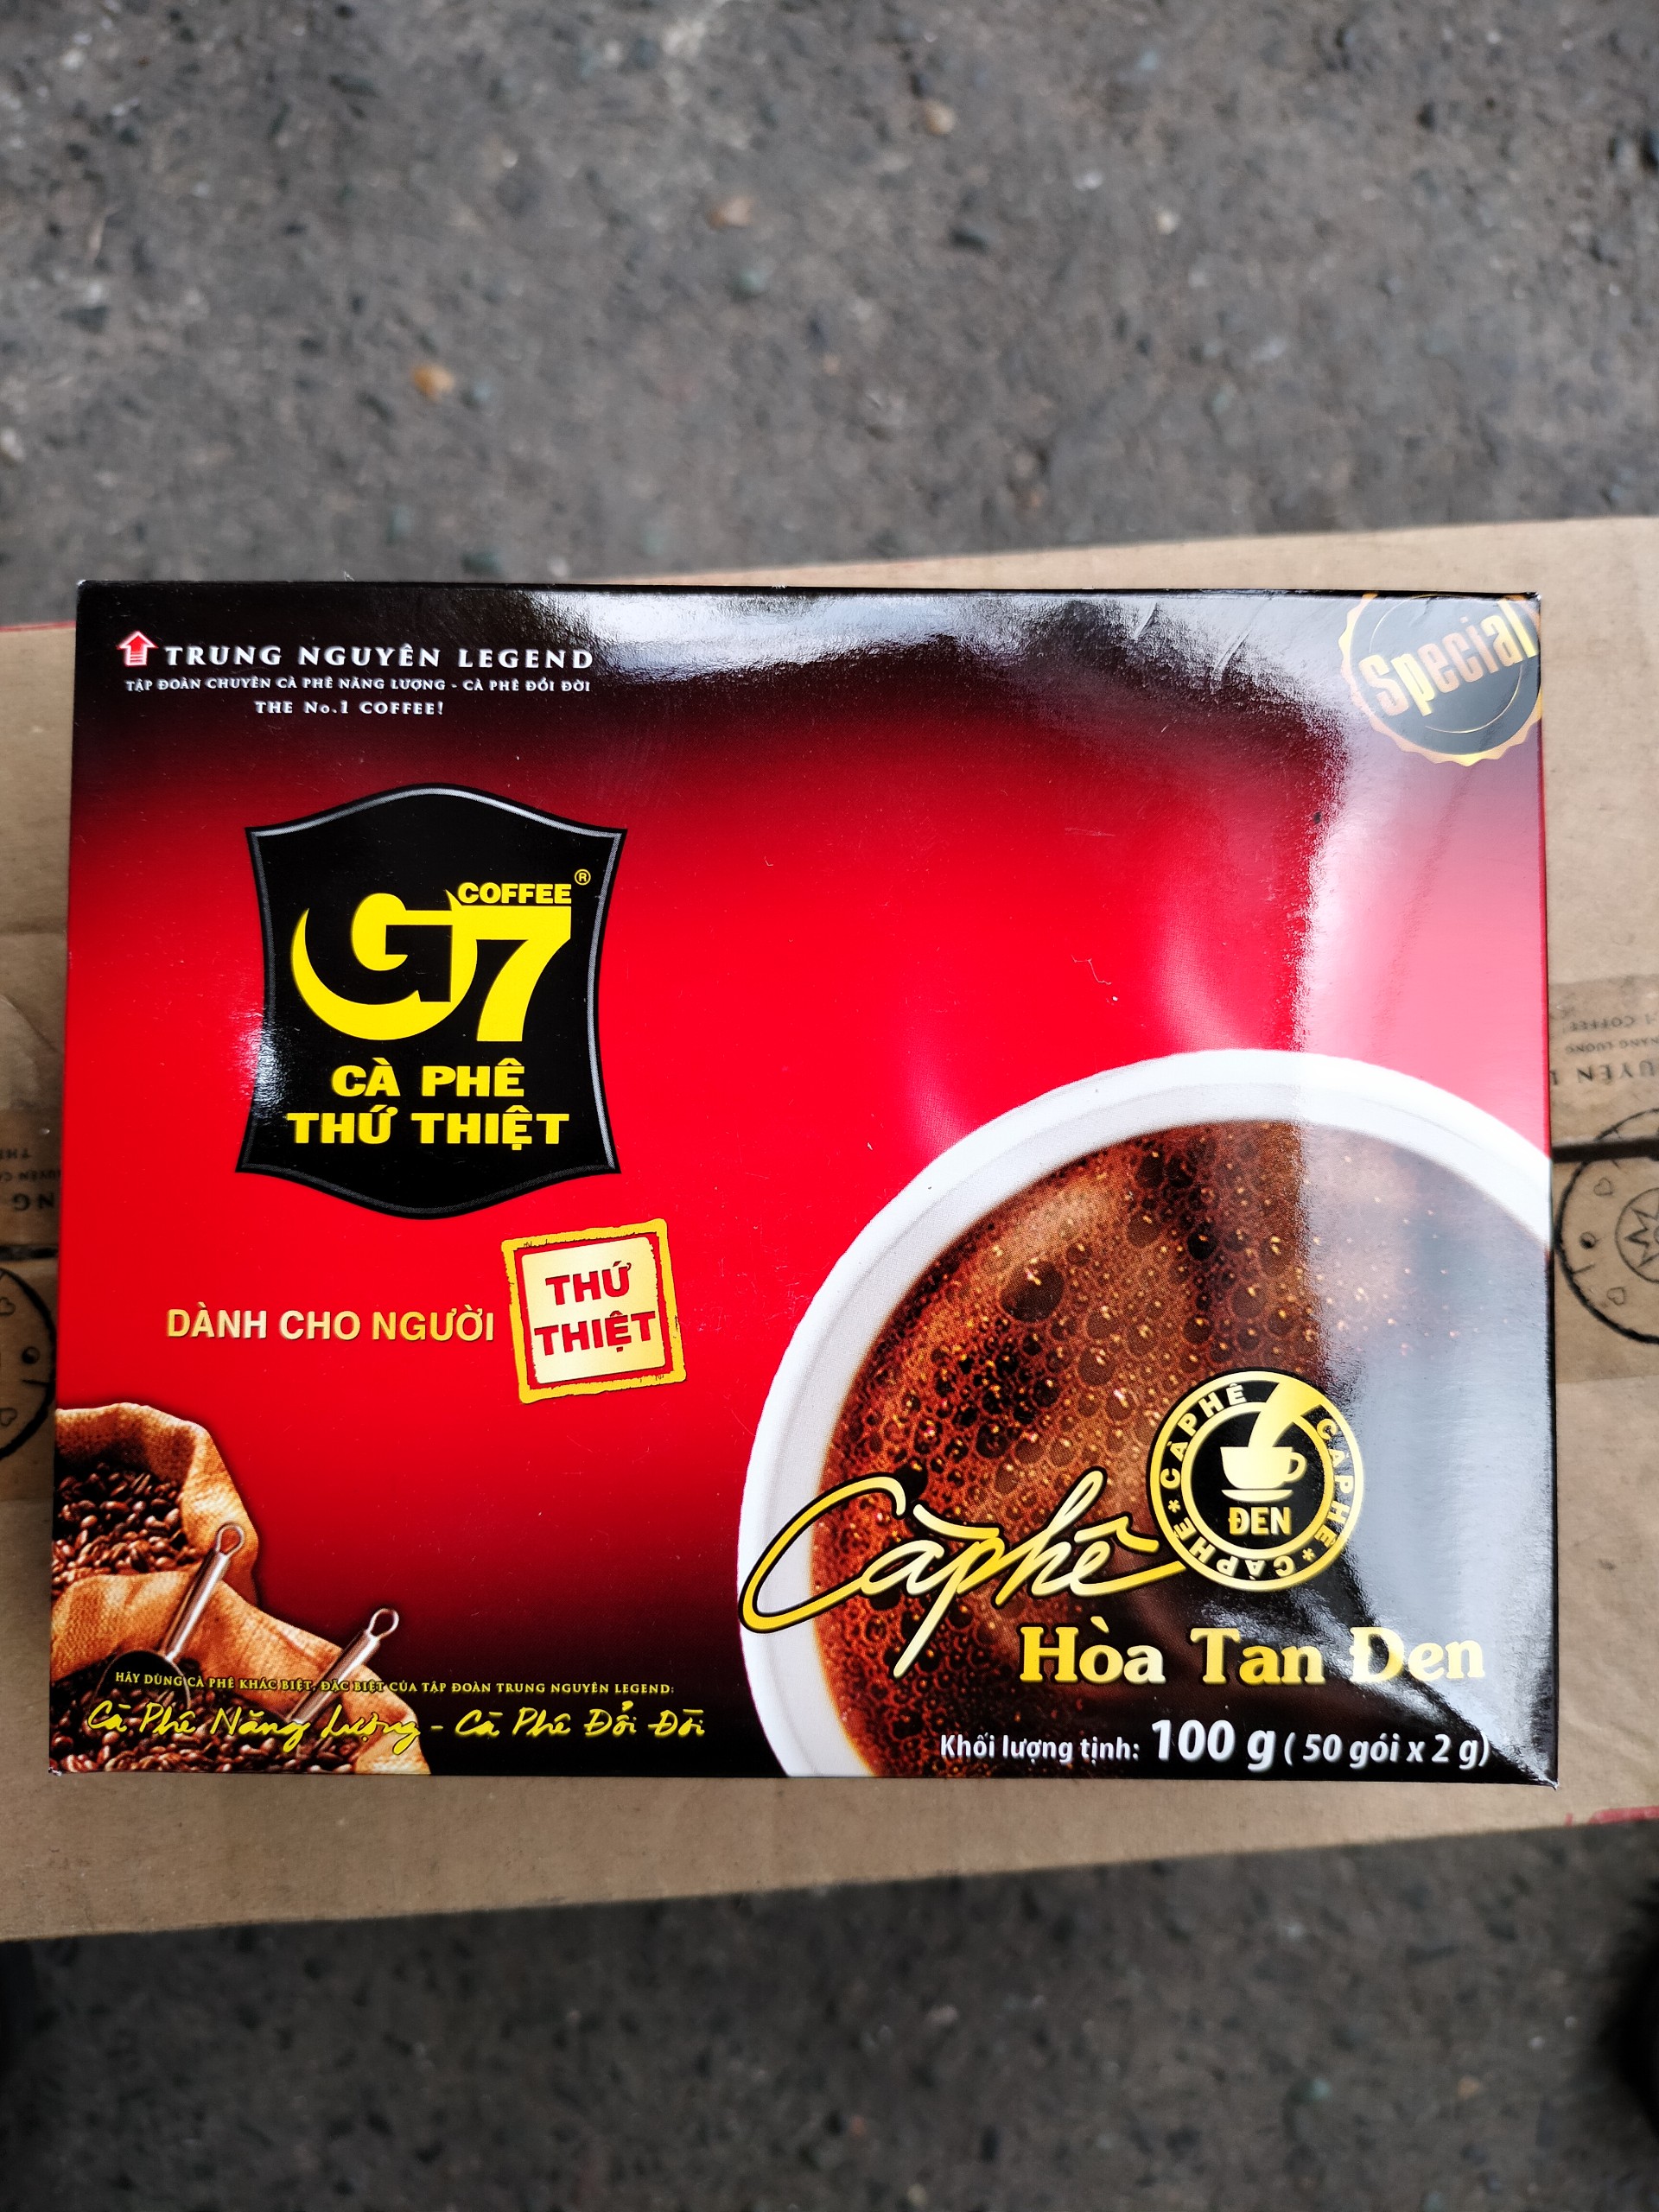 TRUNG NGUYÊN LEGEND
TẬP ĐOÀN CHUYÊN CÀ PHÊ NĂNG LƯỢNG - CÀ PHÊ ĐỔI ĐỜI
THE No.1 COFFEE!
Special
COFFEE ®
G7
CÀ PHÊ
THỨ THIỆT
DÀNH CHO NGƯỜI
THỨ
THIỆT
CÀPHÊ * CÀPHÊ * CÀPHÊ
ĐEN
Càphê
Hòa Tan Đen
HÃY DÙNG CÀ PHÊ KHÁC BIỆT, ĐẶC BIỆT CỦA TẬP ĐOÀN TRUNG NGUYÊN LEGEND:
Cà Phê Năng Lượng - Cà Phê Đổi Đời
Khối lượng tịnh: 100 g ( 50 gói x 2 g)